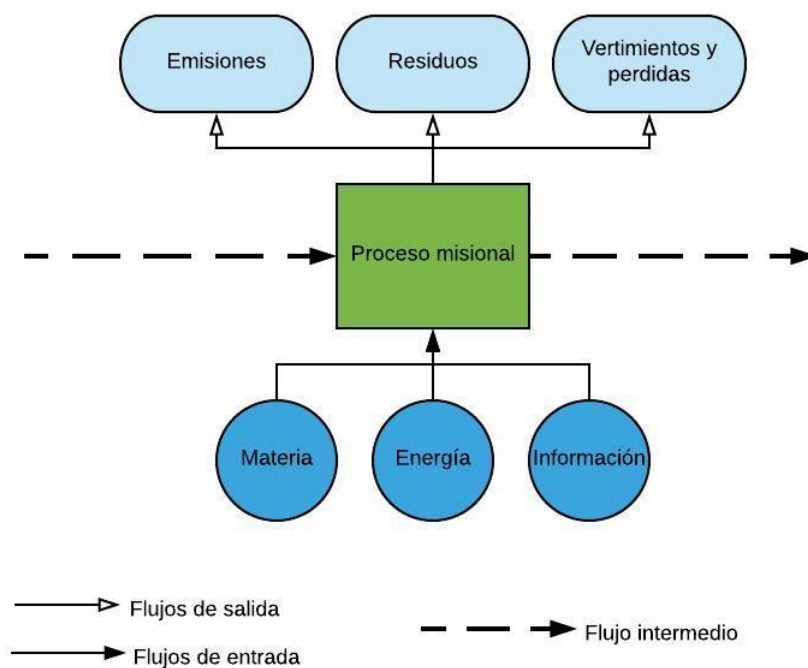 Emisiones
Residuos
Vertimientos y
perdidas
Proceso misional
Materia
Energía
Información
Flujos de salida
Flujos de entrada
Flujo intermedio